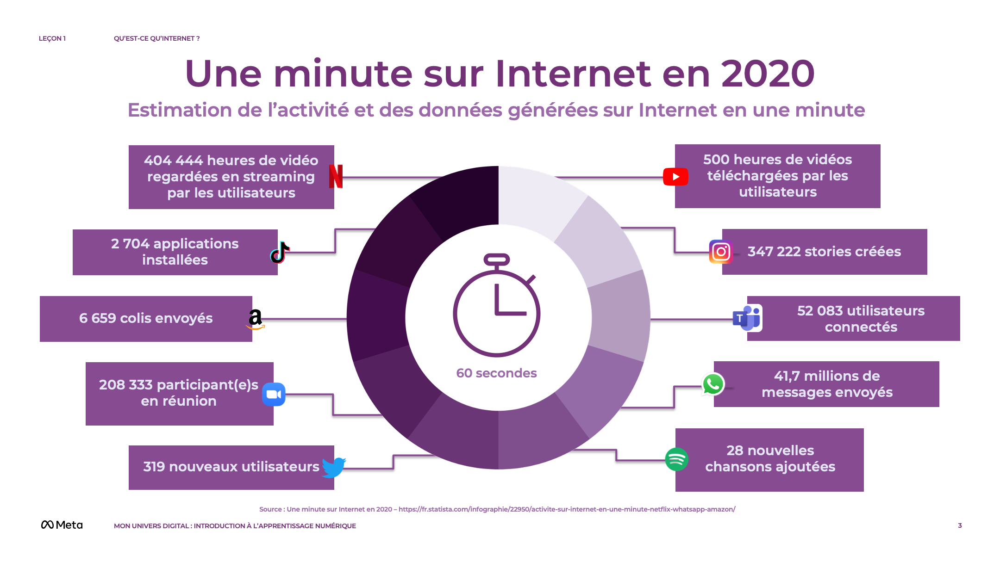 LEÇON 1
QU’EST-CE QU’INTERNET ?
Une minute sur Internet en 2020
Estimation de l’activité et des données générées sur Internet en une minute
404 444 heures de vidéo
regardées en streaming
par les utilisateurs
2 704 applications
installées
6 659 colis envoyés
208 333 participant(e)s
en réunion
319 nouveaux utilisateurs
60 secondes
500 heures de vidéos
téléchargées par les
utilisateurs
347 222 stories créées
52 083 utilisateurs
connectés
41,7 millions de
messages envoyés
28 nouvelles
chansons ajoutées
Source : Une minute sur Internet en 2020 – https://fr.statista.com/infographie/22950/activite-sur-internet-en-une-minute-netflix-whatsapp-amazon/
Meta
MON UNIVERS DIGITAL : INTRODUCTION À L’APPRENTISSAGE NUMÉRIQUE
3